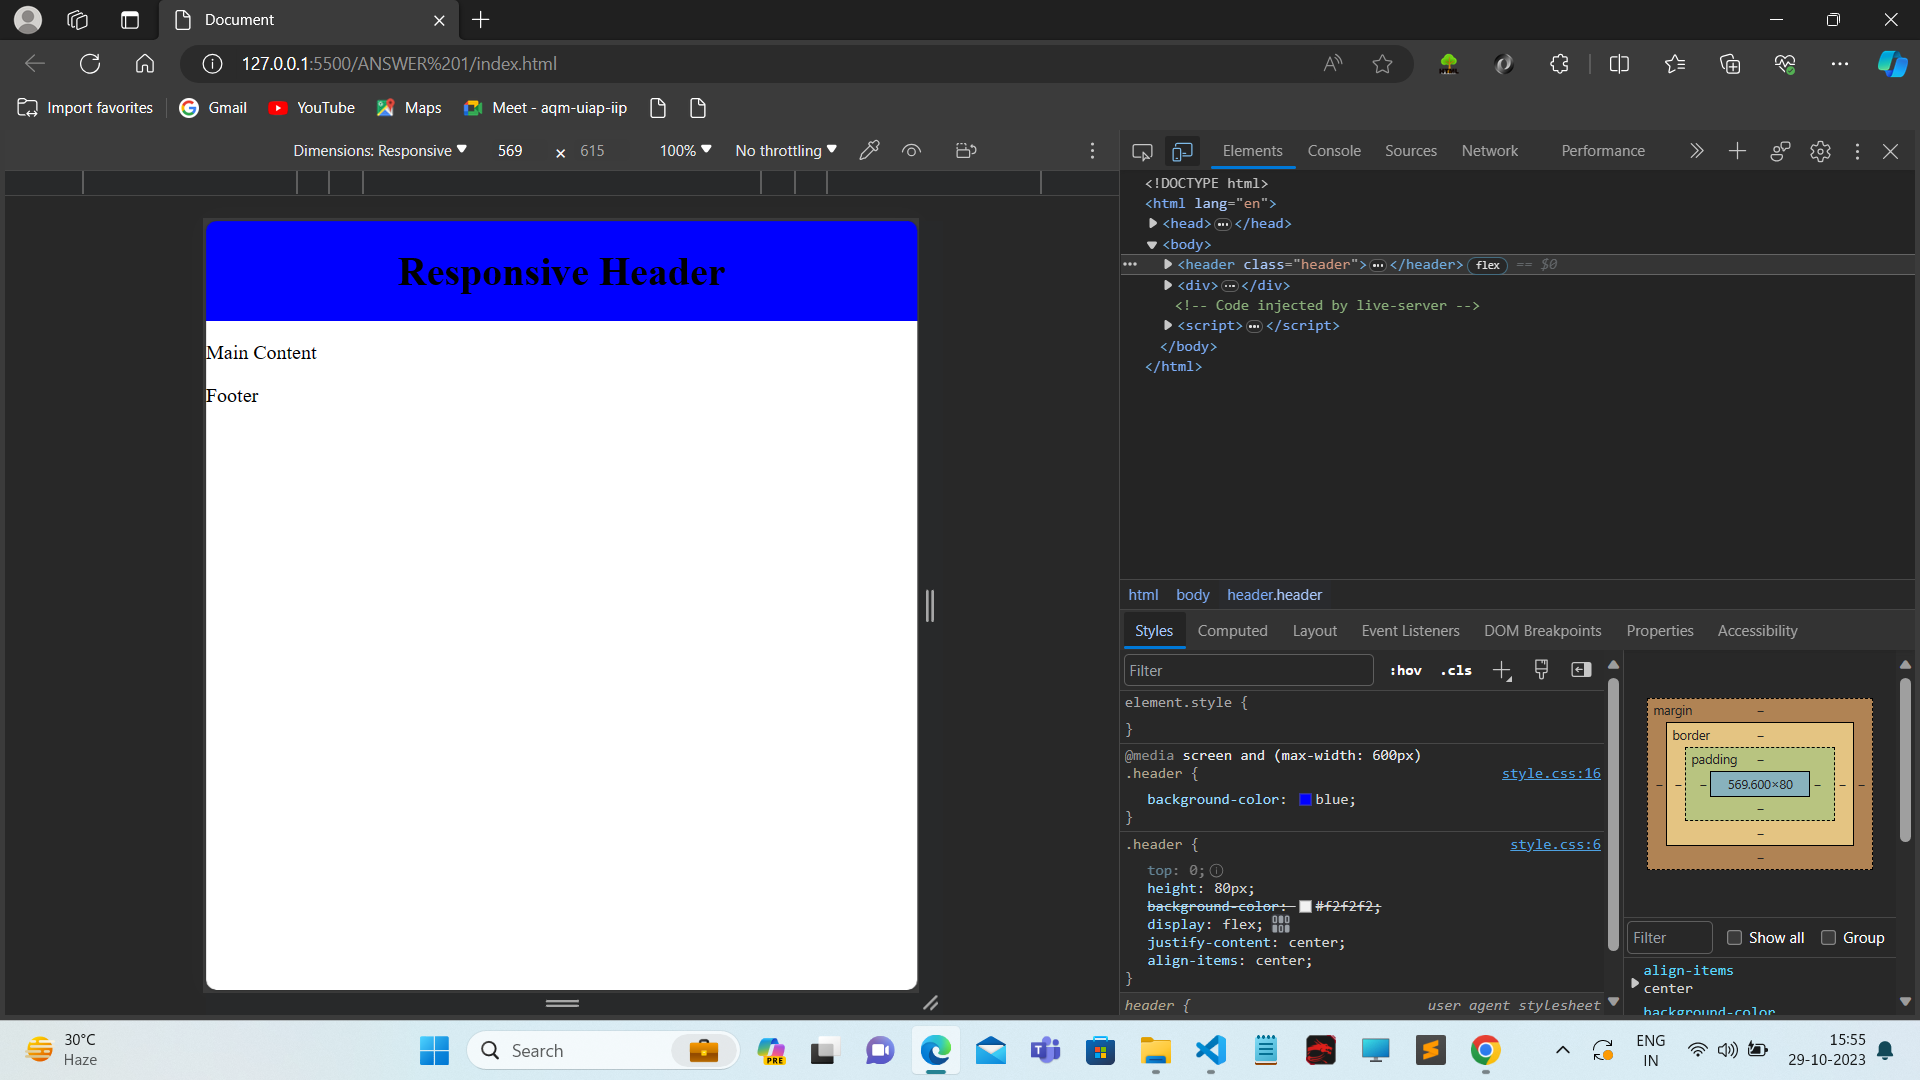 Document
127.0.0.1:5500/ANSWER%201/index.html
Import favorites
Gmail
YouTube
Maps
Meet - aqm-uiap-iip
Dimensions: Responsive
569 × 615
100%
No throttling
Elements
Console
Sources
Network
Performance
Responsive Header
Main Content
Footer
<!DOCTYPE html>
<html lang="en">
<head>…</head>
<body>
<header class="header">…</header> flex == $0
<div>…</div>
<!-- Code injected by live-server -->
<script>…</script>
</body>
</html>
html body header.header
Styles Computed Layout Event Listeners DOM Breakpoints Properties Accessibility
Filter
:hov .cls
element.style {
}
@media screen and (max-width: 600px)
.header { style.css:16
background-color: blue;
}
.header { style.css:6
top: 0;
height: 80px;
background-color: #f2f2f2;
display: flex;
justify-content: center;
align-items: center;
}
header { user agent stylesheet
margin –
border –
padding –
– – – 569.600×80 – – –
–
–
–
Filter Show all Group
align-items
center
background-color
30°C
Haze
Search
PRE
ENG
IN
15:55
29-10-2023